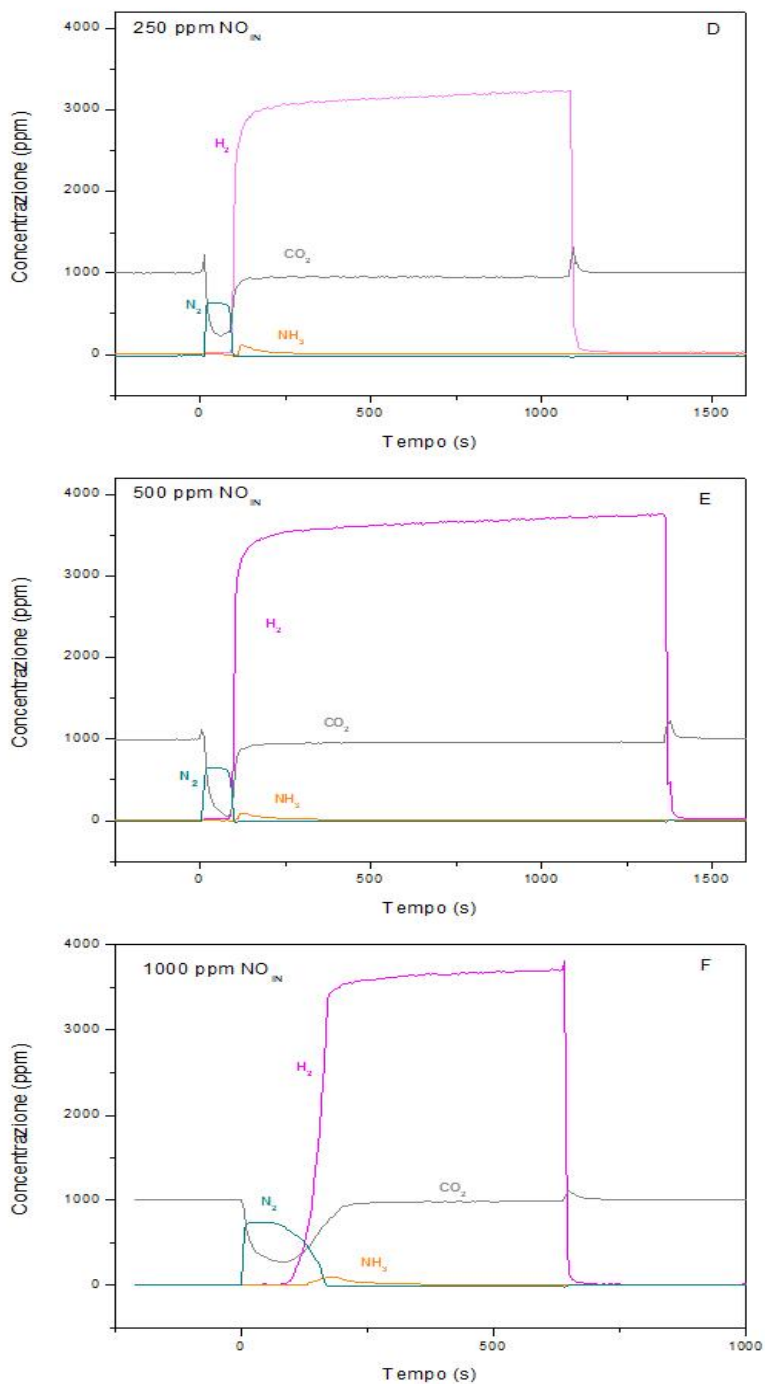 250 ppm NO_IN
D
4000
3000
2000
1000
0
Concentrazione (ppm)
H₂
CO₂
N₂
NH₃
0
500
1000
1500
Tempo (s)
500 ppm NO_IN
E
4000
3000
2000
1000
0
Concentrazione (ppm)
H₂
CO₂
N₂
NH₃
0
500
1000
1500
Tempo (s)
1000 ppm NO_IN
F
4000
3000
2000
1000
0
Concentrazione (ppm)
H₂
CO₂
N₂
NH₃
0
500
1000
Tempo (s)